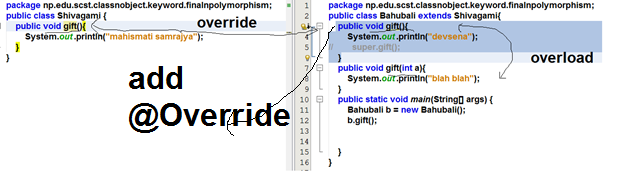 package np.edu.scst.classnobject.keyword.finalnpolymorphism;
public class Shivagami {
public void gift(){
System.out.println("mahismati samrajya");
}
}
override
add
@Override
package np.edu.scst.classnobject.keyword.finalnpolymorphism;
public class Bahubali extends Shivagami{
public void gift(){
System.out.println("devsena");
// super.gift();
}
overload
public void gift(int a){
System.out.println("blah blah");
}
public static void main(String[] args) {
Bahubali b = new Bahubali();
b.gift();
}
}